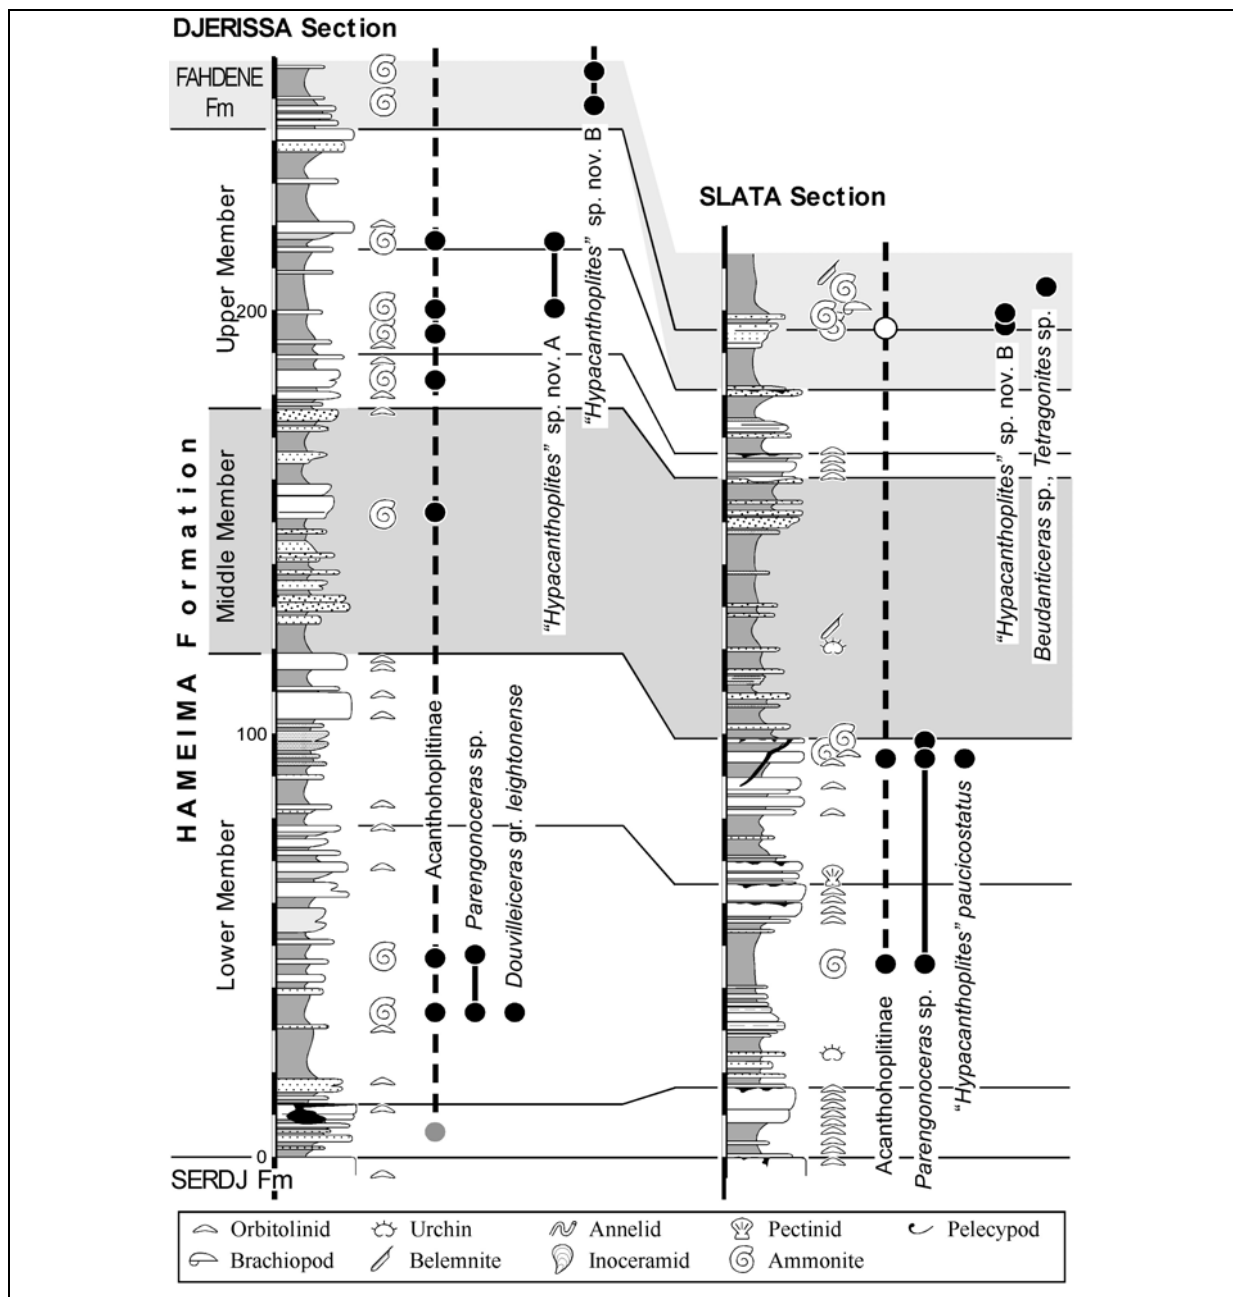 DJERISSA Section
FAHDENE
Fm
Upper Member
200
Middle Member
HAMEIMA Formation
100
Lower Member
0
SERDJ Fm
Acanthohoplitinae
Parengonoceras sp.
Douvilleiceras gr. leightonense
"Hypacanthoplites" sp. nov. A
"Hypacanthoplites" sp. nov. B
SLATA Section
Acanthohoplitinae
Parengonoceras sp.
"Hypacanthoplites" paucicostatus
"Hypacanthoplites" sp. nov. B
Beudanticeras sp., Tetragonites sp.
Orbitolinid
Urchin
Annelid
Pectinid
Pelecypod
Brachiopod
Belemnite
Inoceramid
Ammonite